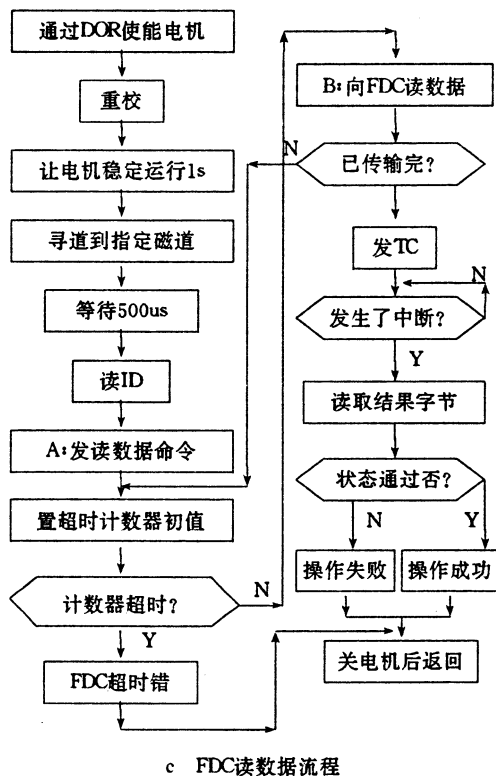 通过DOR使能电机
重校
让电机稳定运行1s
寻道到指定磁道
等待500us
读ID
A:发读数据命令
置超时计数器初值
计数器超时?
N
Y
FDC超时错
B:向FDC读数据
N
已传输完?
发TC
N
发生了中断?
Y
读取结果字节
状态通过否?
N
Y
操作失败
操作成功
关电机后返回
c FDC读数据流程